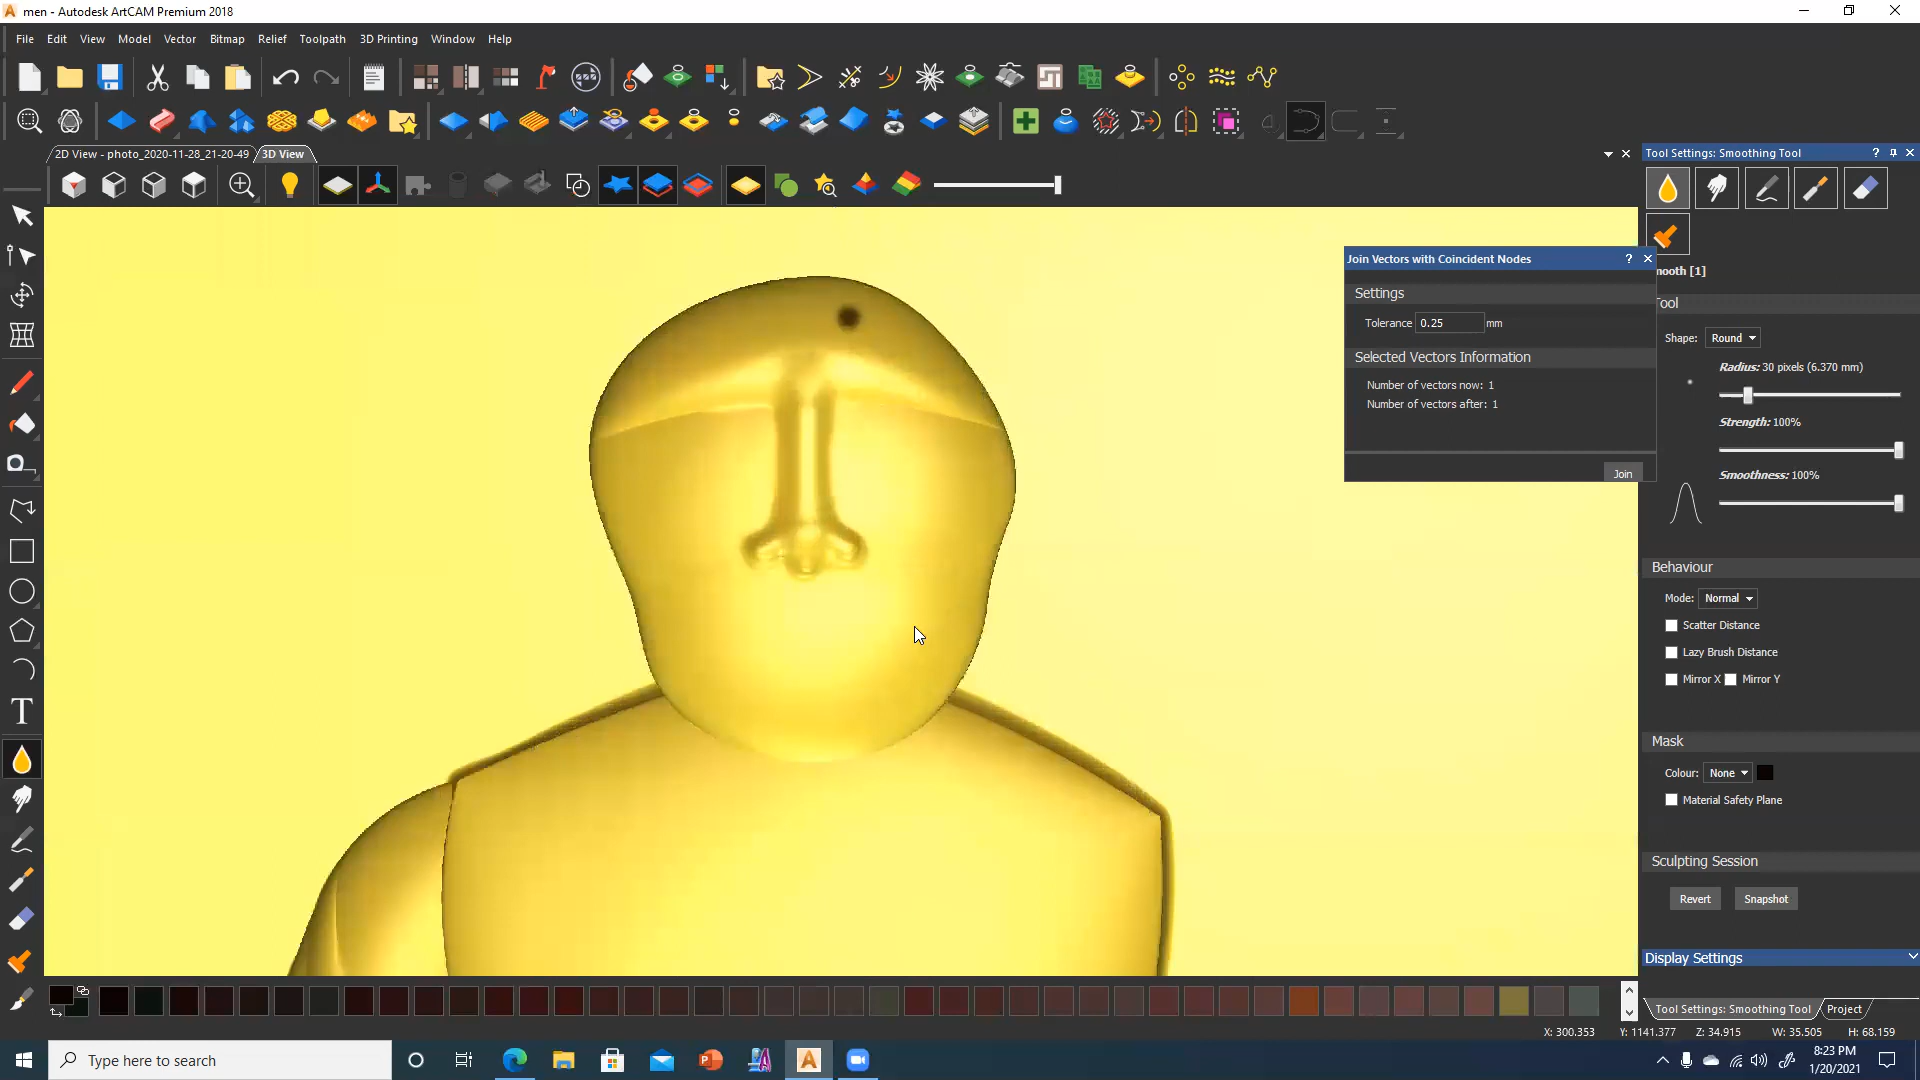 men - Autodesk ArtCAM Premium 2018
File Edit View Model Vector Bitmap Relief Toolpath 3D Printing Window Help
2D View - photo_2020-11-28_21-20-49 3D View
Tool Settings: Smoothing Tool
Join Vectors with Coincident Nodes
Settings
Tolerance 0.25 mm
Selected Vectors Information
Number of vectors now: 1
Number of vectors after: 1
Join
mooth [1]
Tool
Shape: Round
Radius: 30 pixels (6.370 mm)
Strength: 100%
Smoothness: 100%
Behaviour
Mode: Normal
Scatter Distance
Lazy Brush Distance
Mirror X Mirror Y
Mask
Colour: None
Material Safety Plane
Sculpting Session
Revert Snapshot
Display Settings
Tool Settings: Smoothing Tool Project
X: 300.353 Y: 1141.377 Z: 34.915 W: 35.505 H: 68.159
Type here to search
8:23 PM
1/20/2021